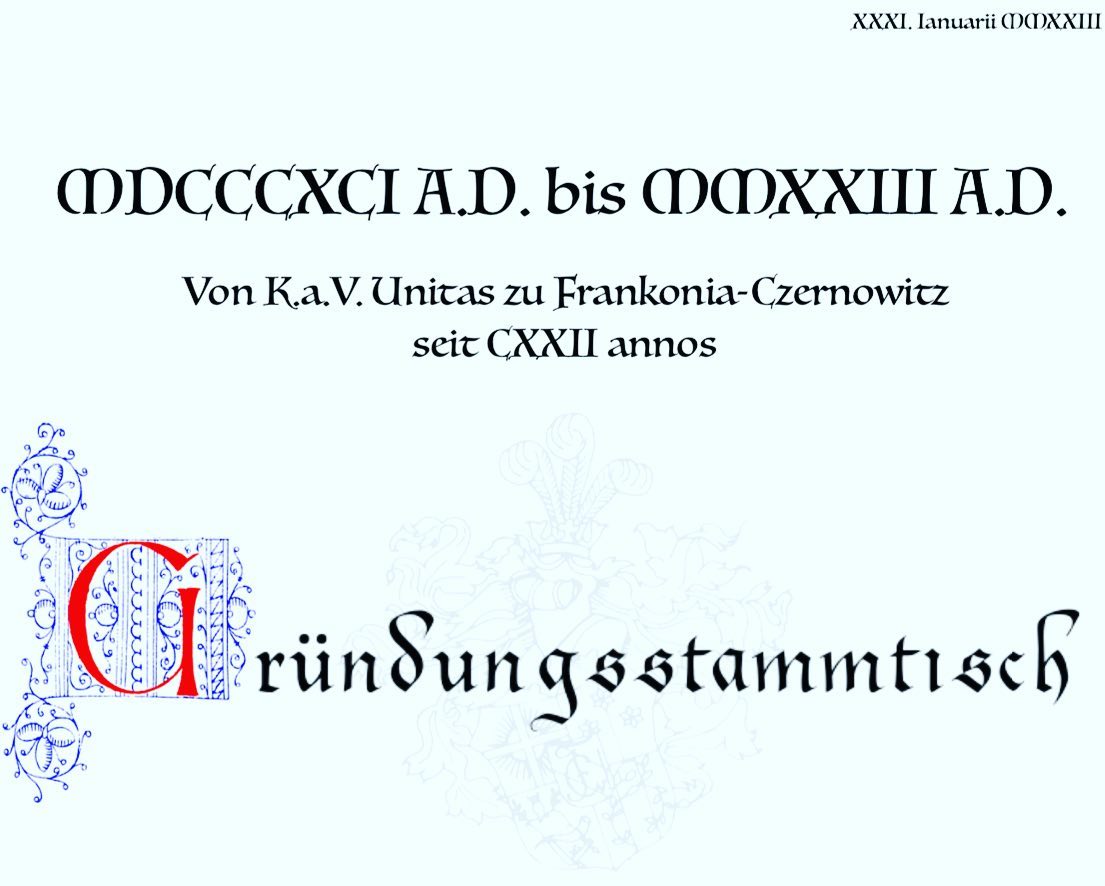 XXXI. Ianuarii MMXXIII
MDCCCXCI A.D. bis MMXXIII A.D.
Von K.a.V. Unitas zu Frankonia-Czernowitz
seit CXXII annos
Gründungsstammtisch